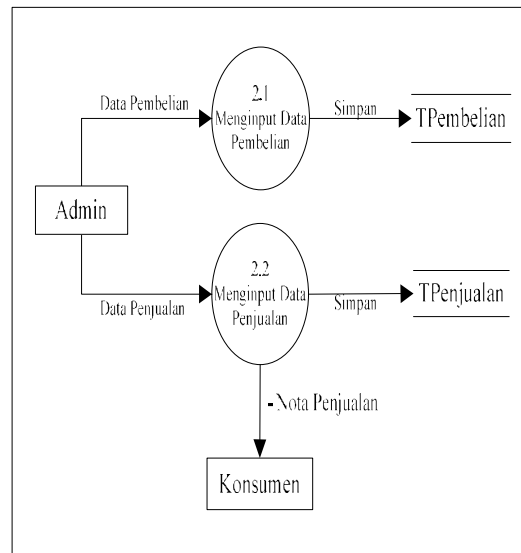 2.1
Menginput Data
Pembelian
Data Pembelian
Simpan
TPembelian
Admin
2.2
Menginput Data
Penjualan
Data Penjualan
Simpan
TPenjualan
- Nota Penjualan
Konsumen